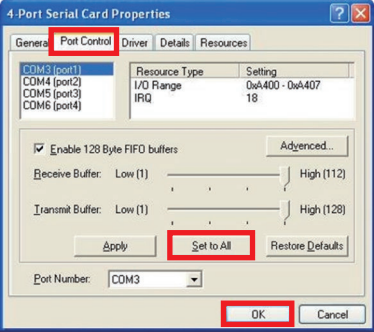 4-Port Serial Card Properties
General Port Control Driver Details Resources
COM3 (port1)
COM4 (port2)
COM5 (port3)
COM6 (port4)
Resource Type Setting
I/O Range 0xA400 - 0xA407
IRQ 18
Enable 128 Byte FIFO buffers
Advanced...
Receive Buffer: Low (1) High (112)
Transmit Buffer: Low (1) High (128)
Apply Set to All Restore Defaults
Port Number: COM3
OK Cancel